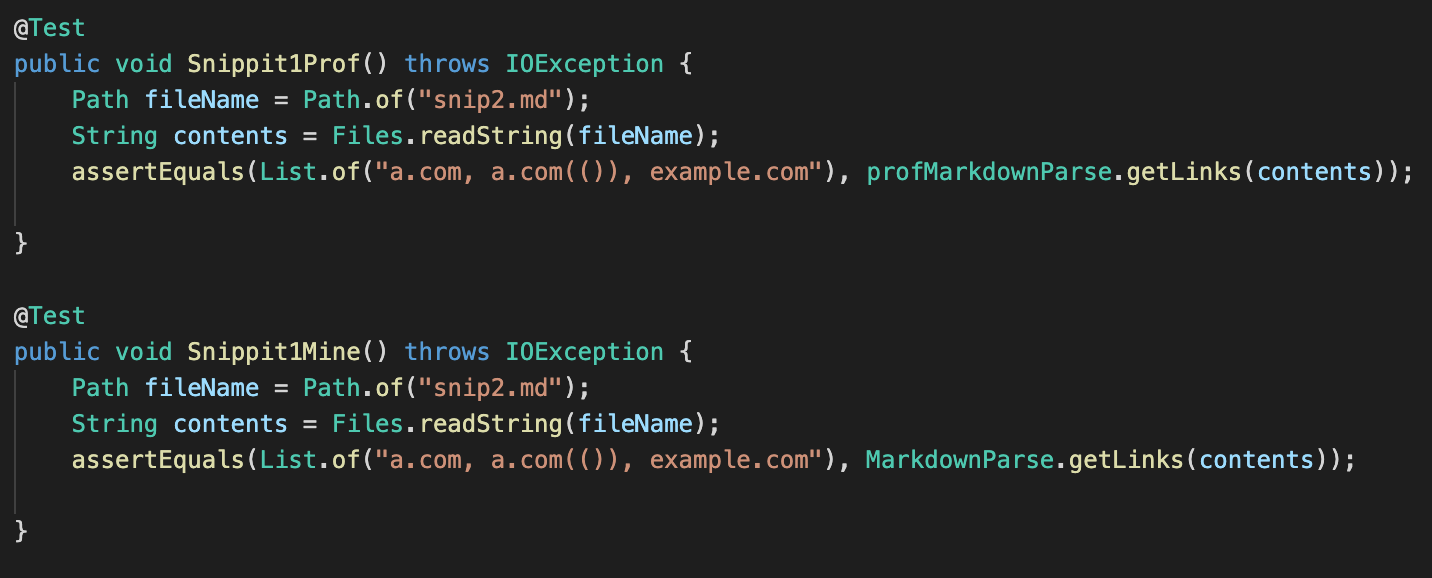 @Test
public void Snippit1Prof() throws IOException {
    Path fileName = Path.of("snip2.md");
    String contents = Files.readString(fileName);
    assertEquals(List.of("a.com, a.com(()), example.com"), profMarkdownParse.getLinks(contents));
}
@Test
public void Snippit1Mine() throws IOException {
    Path fileName = Path.of("snip2.md");
    String contents = Files.readString(fileName);
    assertEquals(List.of("a.com, a.com(()), example.com"), MarkdownParse.getLinks(contents));
}